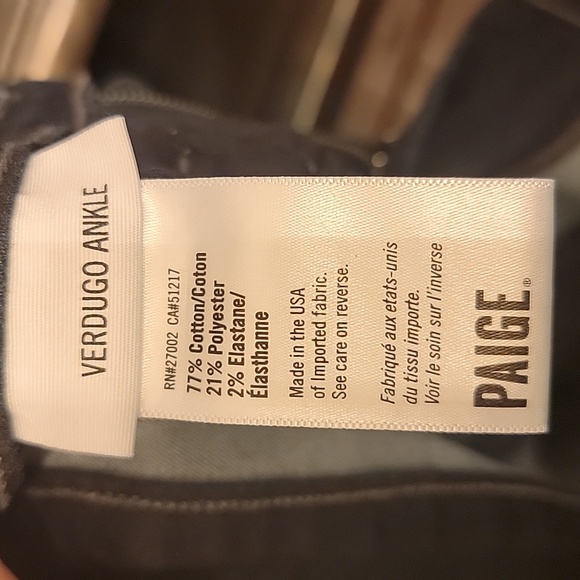 VERDUGO ANKLE
RN#27002 CA#51217
77% Cotton/Coton
21% Polyester
2% Elastane/
Élasthanne
Made in the USA
of Imported fabric.
See care on reverse.
Fabriqué aux etats-unis
du tissu importe.
Voir le soin sur l'inverse
PAIGE®